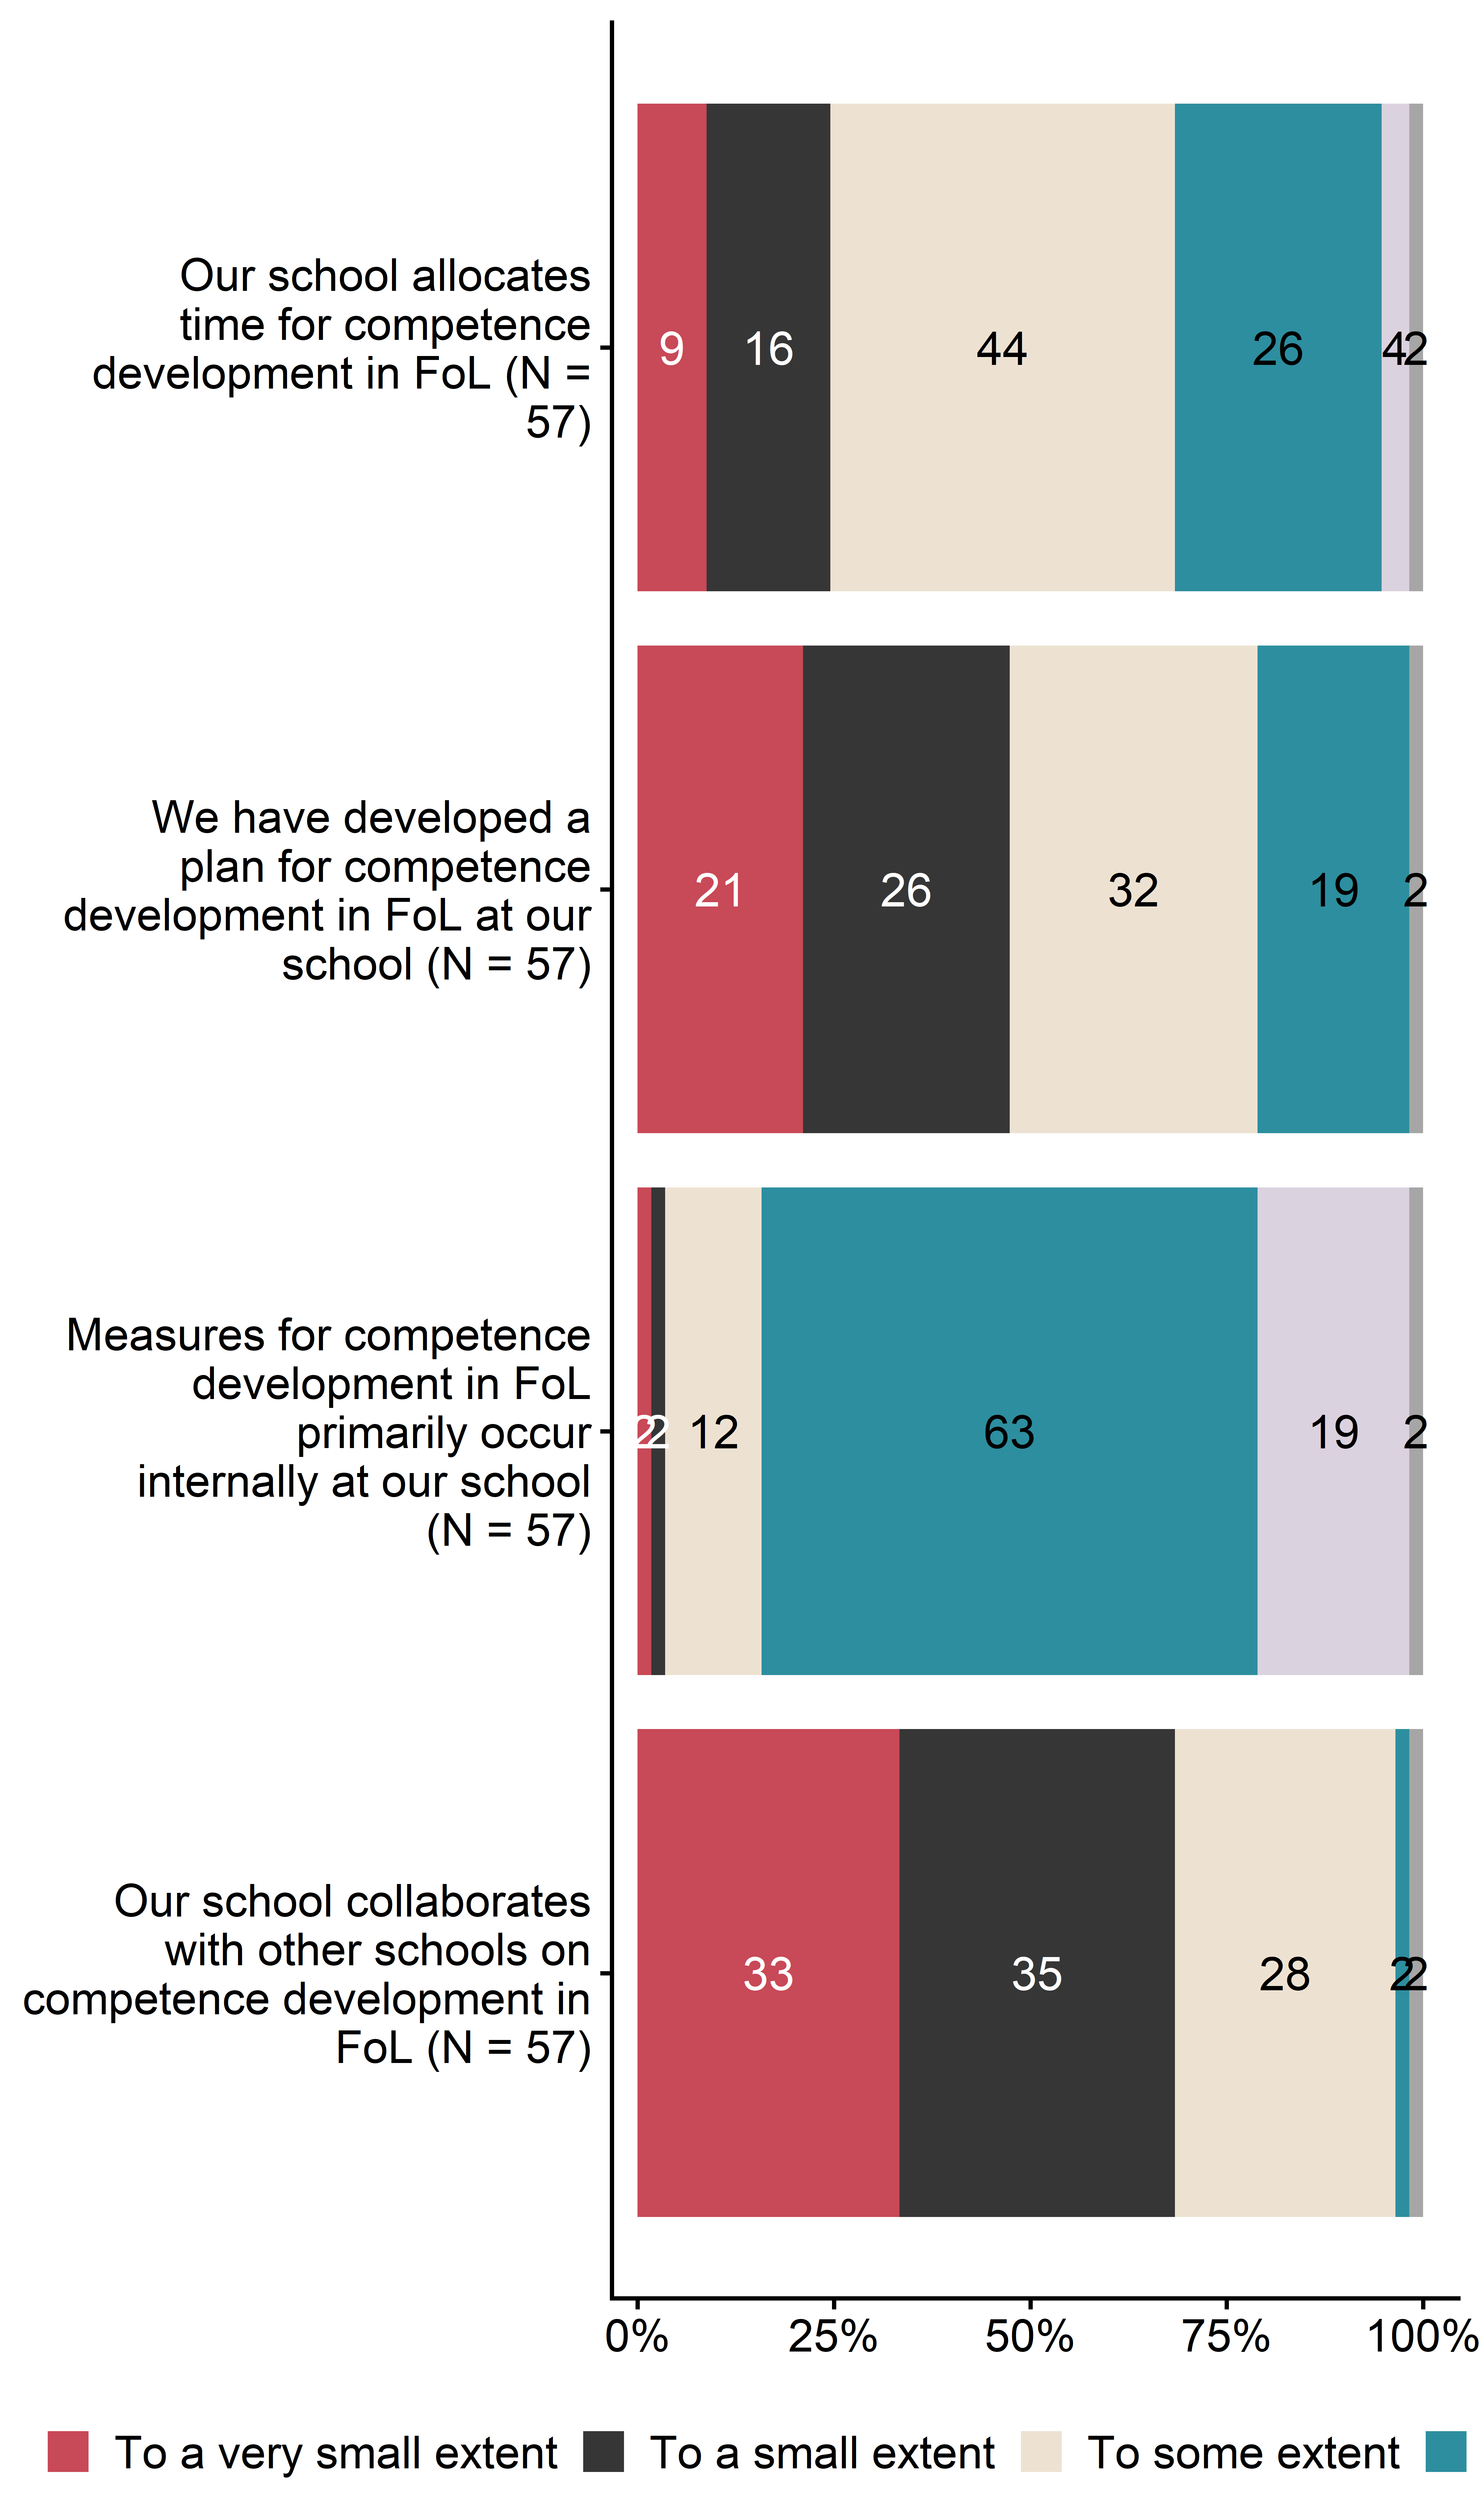 Our school allocates
time for competence
development in FoL (N =
57)
9 16 44 26 4 2
We have developed a
plan for competence
development in FoL at our
school (N = 57)
21 26 32 19 2
Measures for competence
development in FoL
primarily occur
internally at our school
(N = 57)
2 2 12 63 19 2
Our school collaborates
with other schools on
competence development in
FoL (N = 57)
33 35 28 2 2
0% 25% 50% 75% 100%
To a very small extent To a small extent To some extent